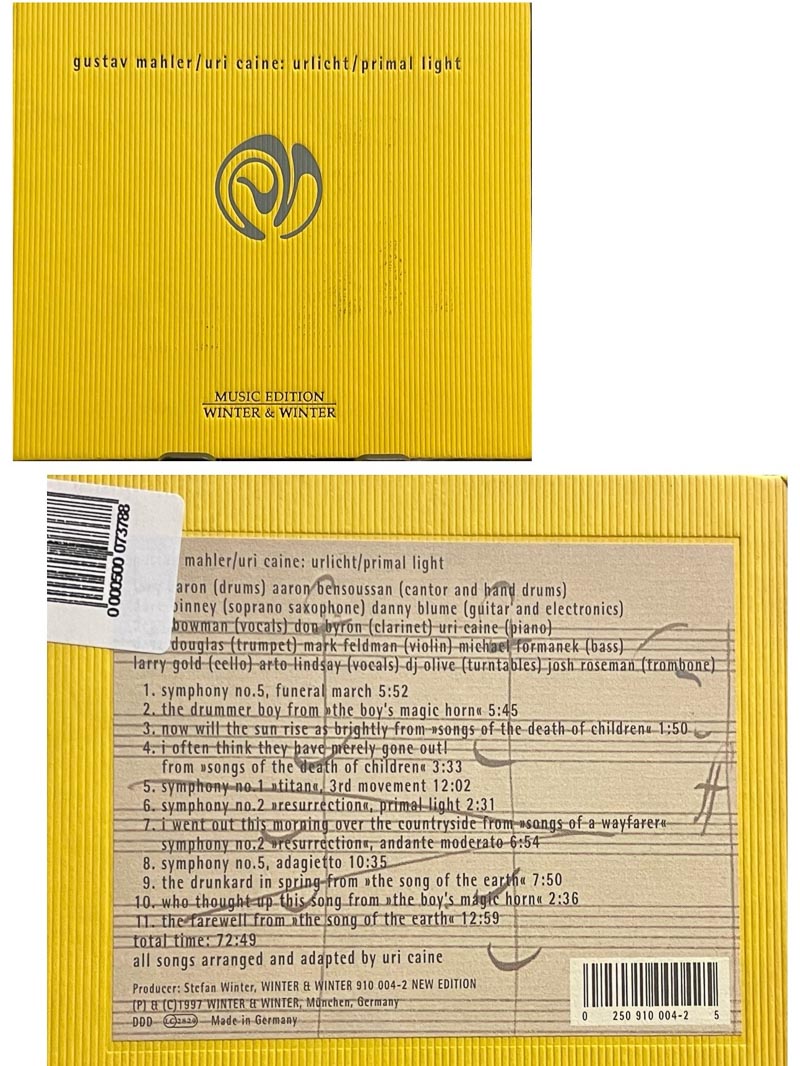 gustav mahler/uri caine: urlicht/primal light
MUSIC EDITION
WINTER & WINTER
0 000500 073788
mahler/uri caine: urlicht/primal light
aron (drums) aaron bensoussan (cantor and hand drums)
binney (soprano saxophone) danny blume (guitar and electronics)
bowman (vocals) don byron (clarinet) uri caine (piano)
douglas (trumpet) mark feldman (violin) michael formanek (bass)
larry gold (cello) arto lindsay (vocals) dj olive (turntables) josh roseman (trombone)
1. symphony no.5, funeral march 5:52
2. the drummer boy from »the boy's magic horn« 5:45
3. now will the sun rise as brightly from »songs of the death of children« 1:50
4. i often think they have merely gone out!
from »songs of the death of children« 3:33
5. symphony no.1 »titan«, 3rd movement 12:02
6. symphony no.2 »resurrection«, primal light 2:31
7. i went out this morning over the countryside from »songs of a wayfarer«
symphony no.2 »resurrection«, andante moderato 6:54
8. symphony no.5, adagietto 10:35
9. the drunkard in spring from »the song of the earth« 7:50
10. who thought up this song from »the boy's magic horn« 2:36
11. the farewell from »the song of the earth« 12:59
total time: 72:49
all songs arranged and adapted by uri caine
Producer: Stefan Winter, WINTER & WINTER 910 004-2 NEW EDITION
(P) & (C)1997 WINTER & WINTER, München, Germany
DDD LC2829 Made in Germany
0 250 910 004-2 5